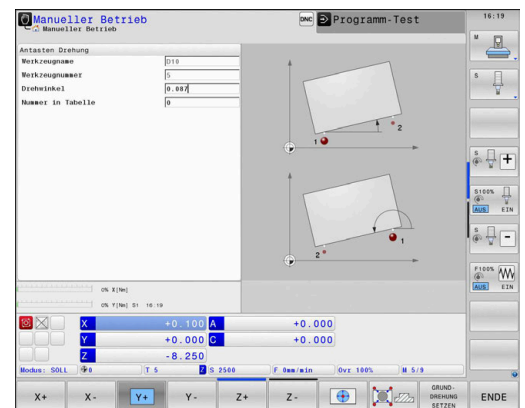 Manueller Betrieb
Manueller Betrieb
DNC
Programm-Test
16:19
Antasten Drehung
Werkzeugname D10
Werkzeugnummer 5
Drehwinkel 0.087
Nummer in Tabelle 0
1
2
1
2
M
S
S
S100%
AUS EIN
S
F100%
AUS EIN
0% X[Nm]
0% Y[Nm] S1 16:19
X +0.100 A +0.000
Y +0.000 C +0.000
Z -8.250
Modus: SOLL 0 T 5 Z S 2500 F 0mm/min Ovr 100% M 5/9
X+ X- Y+ Y- Z+ Z- GRUND-
DREHUNG
SETZEN
ENDE